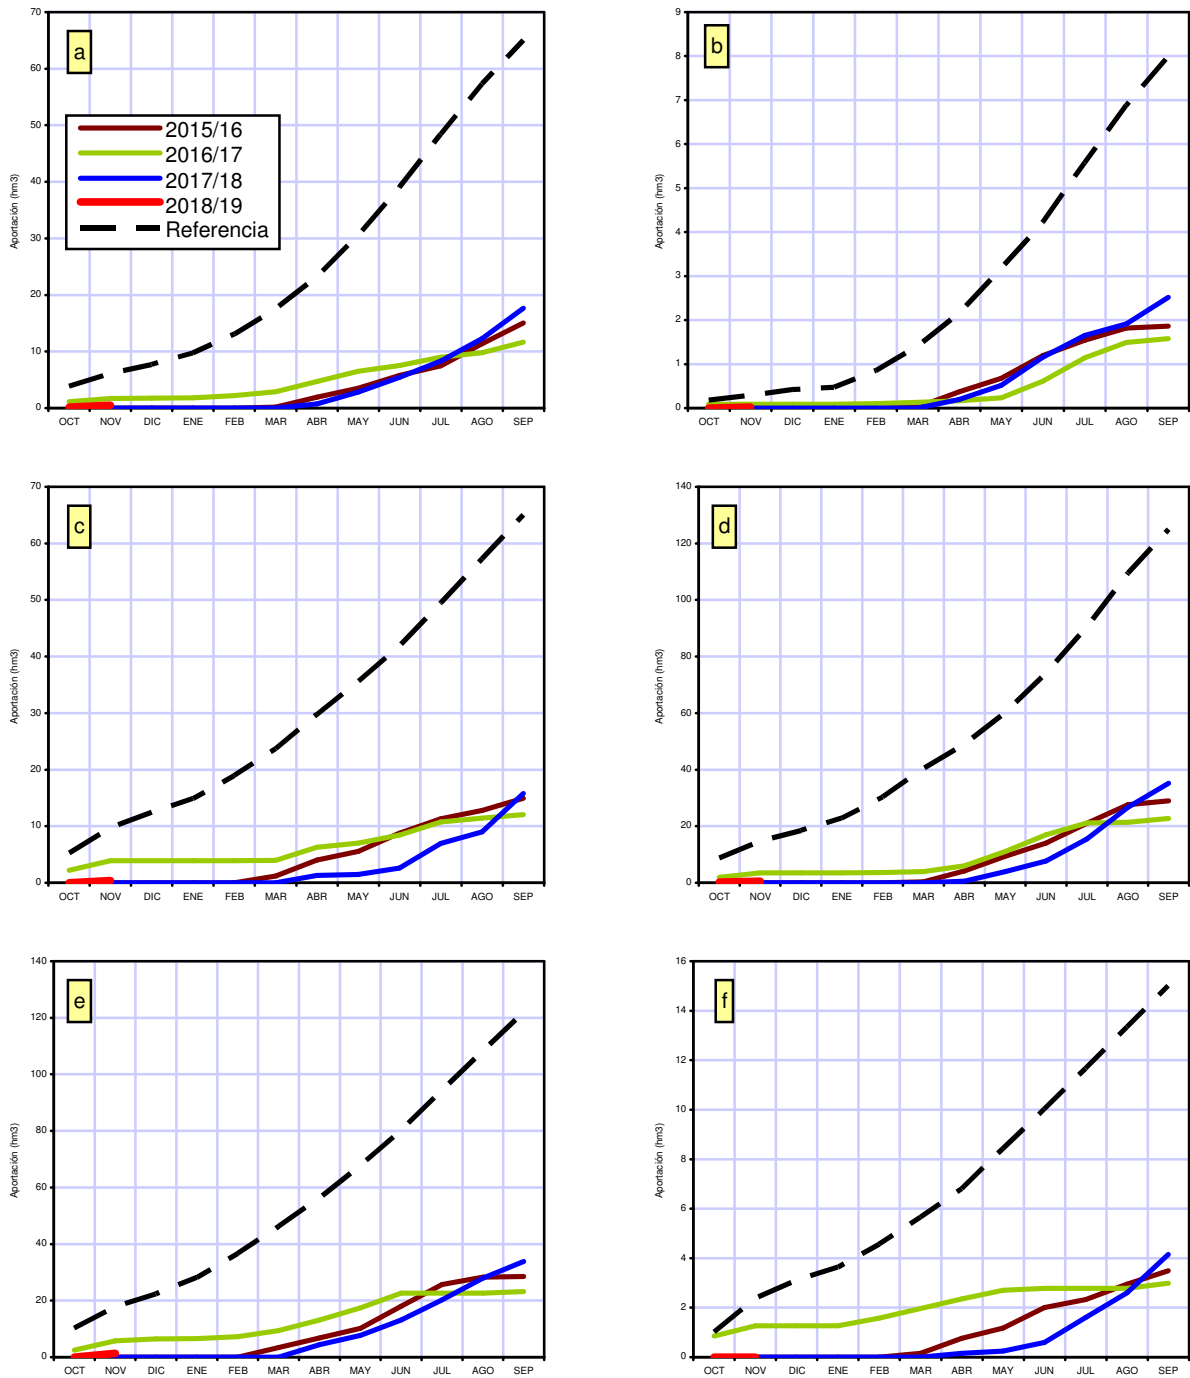 a
Aportación (hm3)
70
60
50
40
30
20
10
0
2015/16
2016/17
2017/18
2018/19
Referencia
OCT NOV DIC ENE FEB MAR ABR MAY JUN JUL AGO SEP
b
Aportación (hm3)
9
8
7
6
5
4
3
2
1
0
OCT NOV DIC ENE FEB MAR ABR MAY JUN JUL AGO SEP
c
Aportación (hm3)
70
60
50
40
30
20
10
0
OCT NOV DIC ENE FEB MAR ABR MAY JUN JUL AGO SEP
d
Aportación (hm3)
140
120
100
80
60
40
20
0
OCT NOV DIC ENE FEB MAR ABR MAY JUN JUL AGO SEP
e
Aportación (hm3)
140
120
100
80
60
40
20
0
OCT NOV DIC ENE FEB MAR ABR MAY JUN JUL AGO SEP
f
Aportación (hm3)
16
14
12
10
8
6
4
2
0
OCT NOV DIC ENE FEB MAR ABR MAY JUN JUL AGO SEP